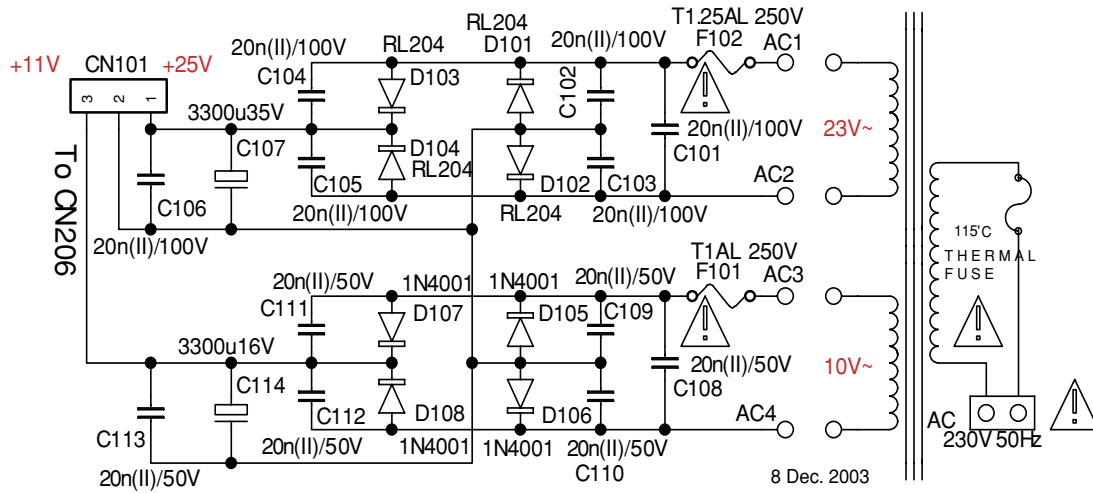 RL204
T1.25AL 250V
20n(II)/100V
RL204
D101
20n(II)/100V
F102
AC1
+11V
CN101
+25V
C104
D103
C102
3
2
1
3300u35V
20n(II)/100V
23V~
C107
D104
RL204
C101
To CN206
C105
D102
C103
AC2
C106
20n(II)/100V
RL204
20n(II)/100V
20n(II)/100V
115'C
THERMAL
FUSE
T1AL 250V
20n(II)/50V
1N4001
1N4001
20n(II)/50V
F101
AC3
C111
D107
D105
C109
3300u16V
20n(II)/50V
10V~
C114
C108
C112
D108
D106
AC4
AC
C113
20n(II)/50V
1N4001
1N4001
20n(II)/50V
230V 50Hz
20n(II)/50V
C110
8 Dec. 2003
!
!
!
!